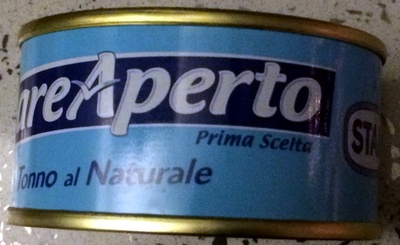 areAperto
Prima Scelta
STA
Tonno al Naturale